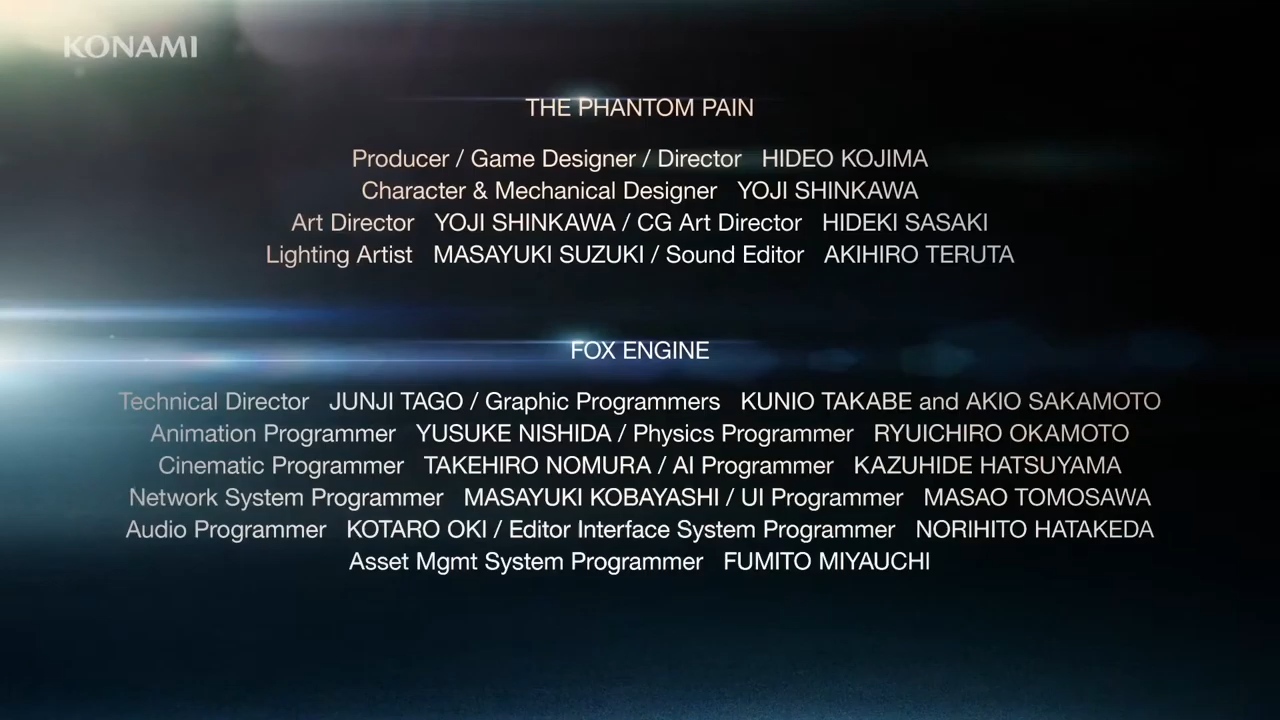 KONAMI
THE PHANTOM PAIN
Producer / Game Designer / Director HIDEO KOJIMA
Character & Mechanical Designer YOJI SHINKAWA
Art Director YOJI SHINKAWA / CG Art Director HIDEKI SASAKI
Lighting Artist MASAYUKI SUZUKI / Sound Editor AKIHIRO TERUTA
FOX ENGINE
Technical Director JUNJI TAGO / Graphic Programmers KUNIO TAKABE and AKIO SAKAMOTO
Animation Programmer YUSUKE NISHIDA / Physics Programmer RYUICHIRO OKAMOTO
Cinematic Programmer TAKEHIRO NOMURA / AI Programmer KAZUHIDE HATSUYAMA
Network System Programmer MASAYUKI KOBAYASHI / UI Programmer MASAO TOMOSAWA
Audio Programmer KOTARO OKI / Editor Interface System Programmer NORIHITO HATAKEDA
Asset Mgmt System Programmer FUMITO MIYAUCHI